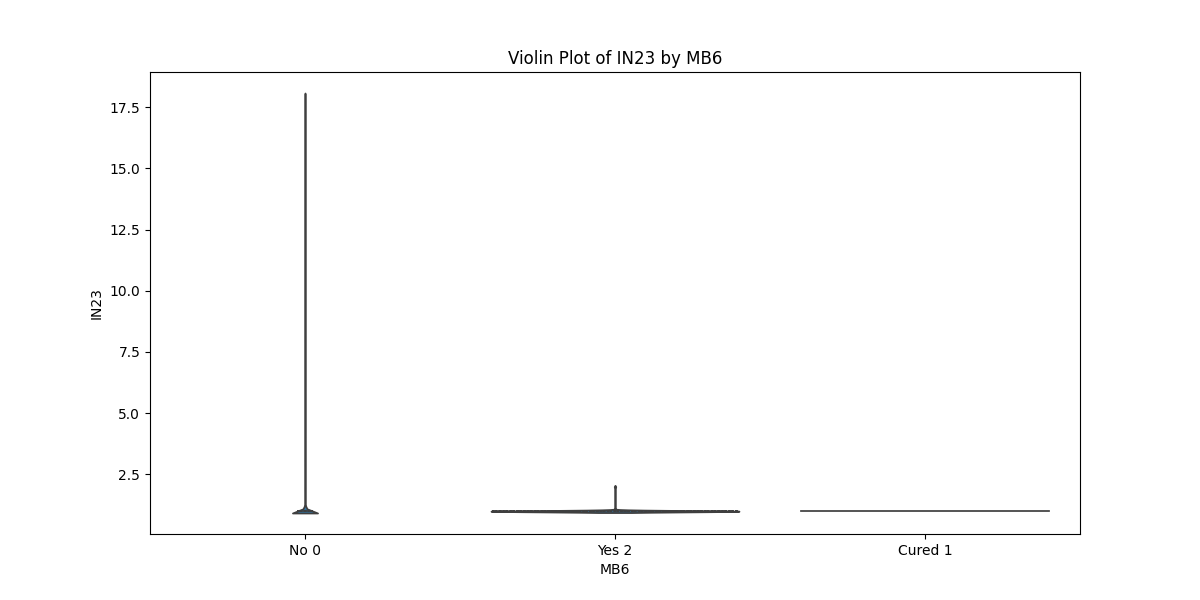 Violin Plot of IN23 by MB6
17.5
15.0
12.5
10.0
7.5
5.0
2.5
IN23
No 0
Yes 2
Cured 1
MB6